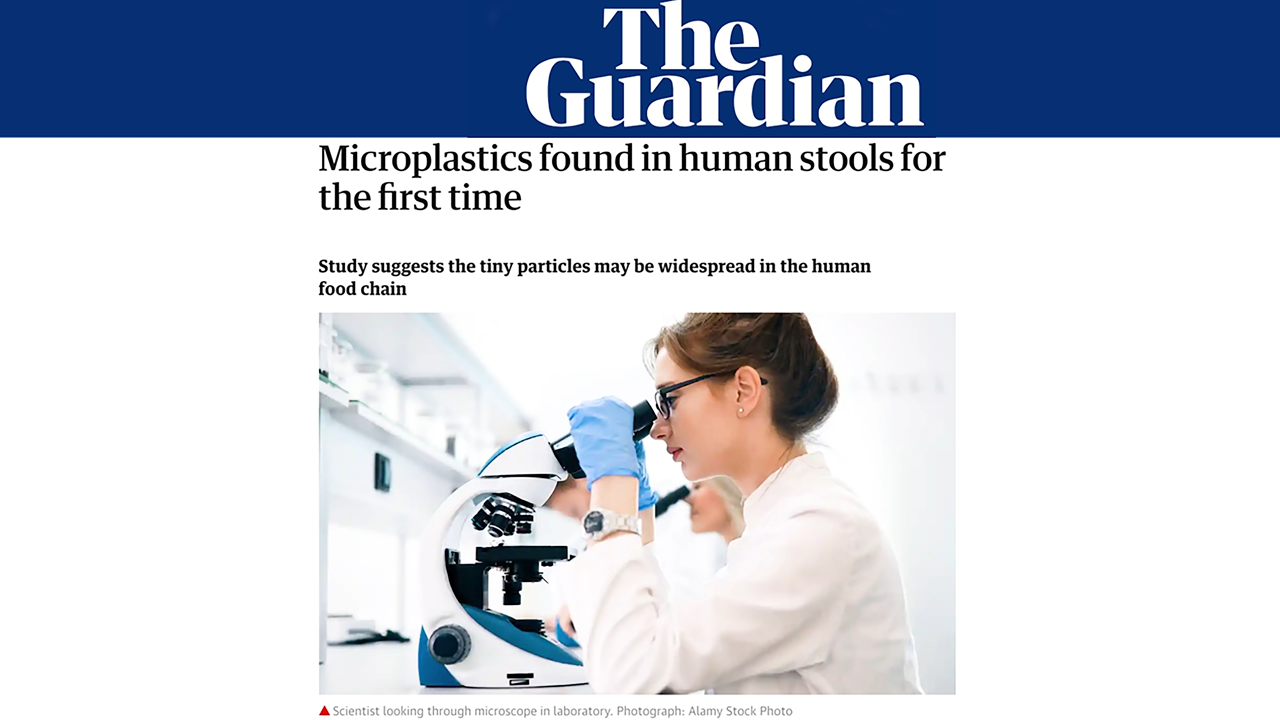 The
Guardian
Microplastics found in human stools for
the first time
Study suggests the tiny particles may be widespread in the human
food chain
Scientist looking through microscope in laboratory. Photograph: Alamy Stock Photo